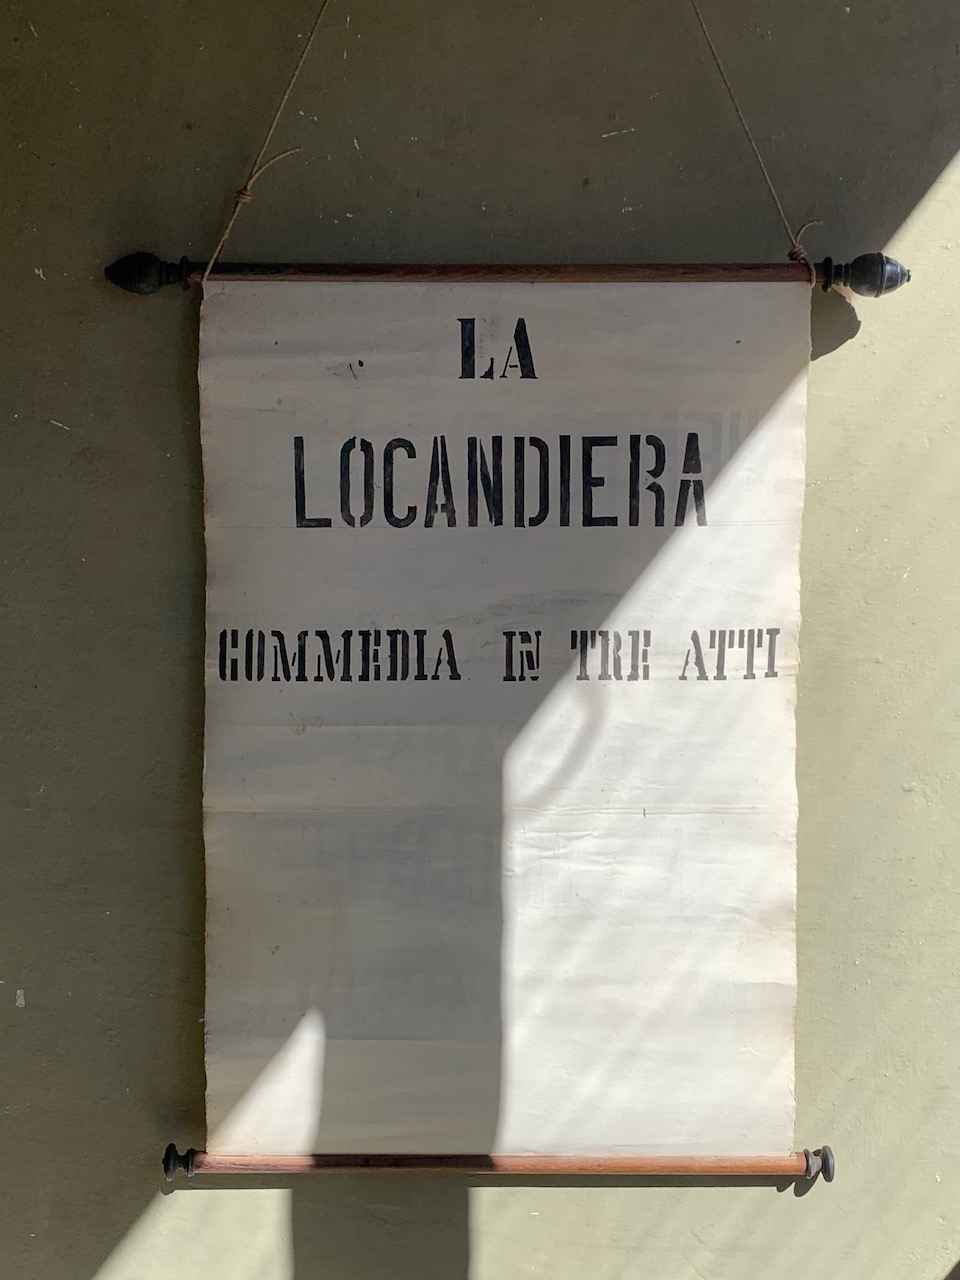 LA
LOCANDIERA
COMMEDIA IN TRE ATTI